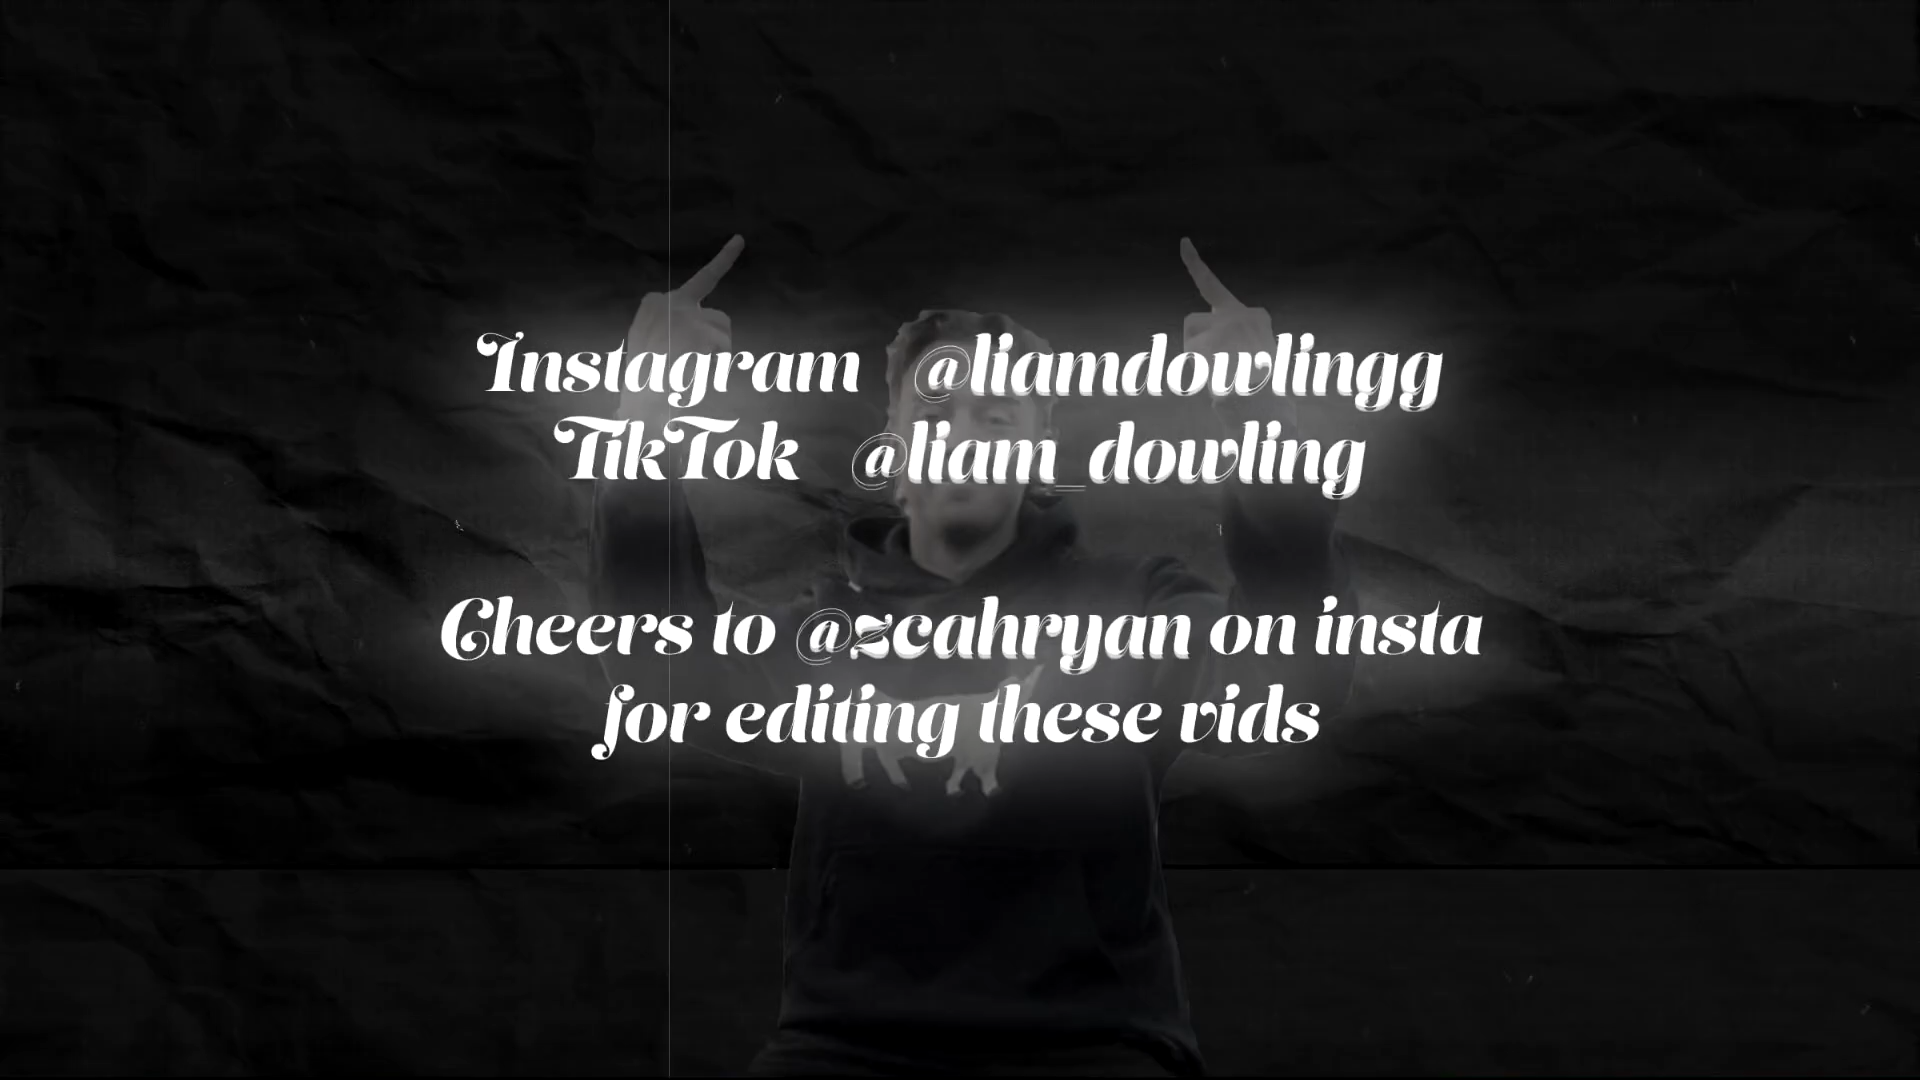 Instagram @liamdowlingg
TikTok @liam_dowling
Cheers to @zcahryan on insta
for editing these vids